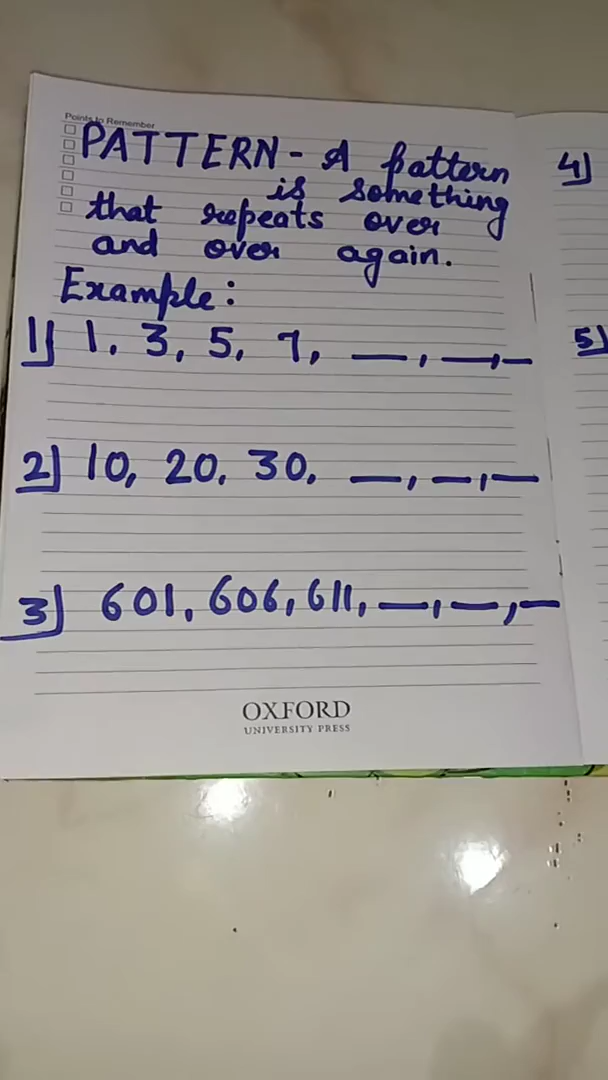 Points to Remember
PATTERN - A pattern
is something
that repeats over
and over again.
Example:
1) 1, 3, 5, 7, __, __, __
2) 10, 20, 30, __, __, __
3) 601, 606, 611, __, __, __
OXFORD
UNIVERSITY PRESS
4)
5)